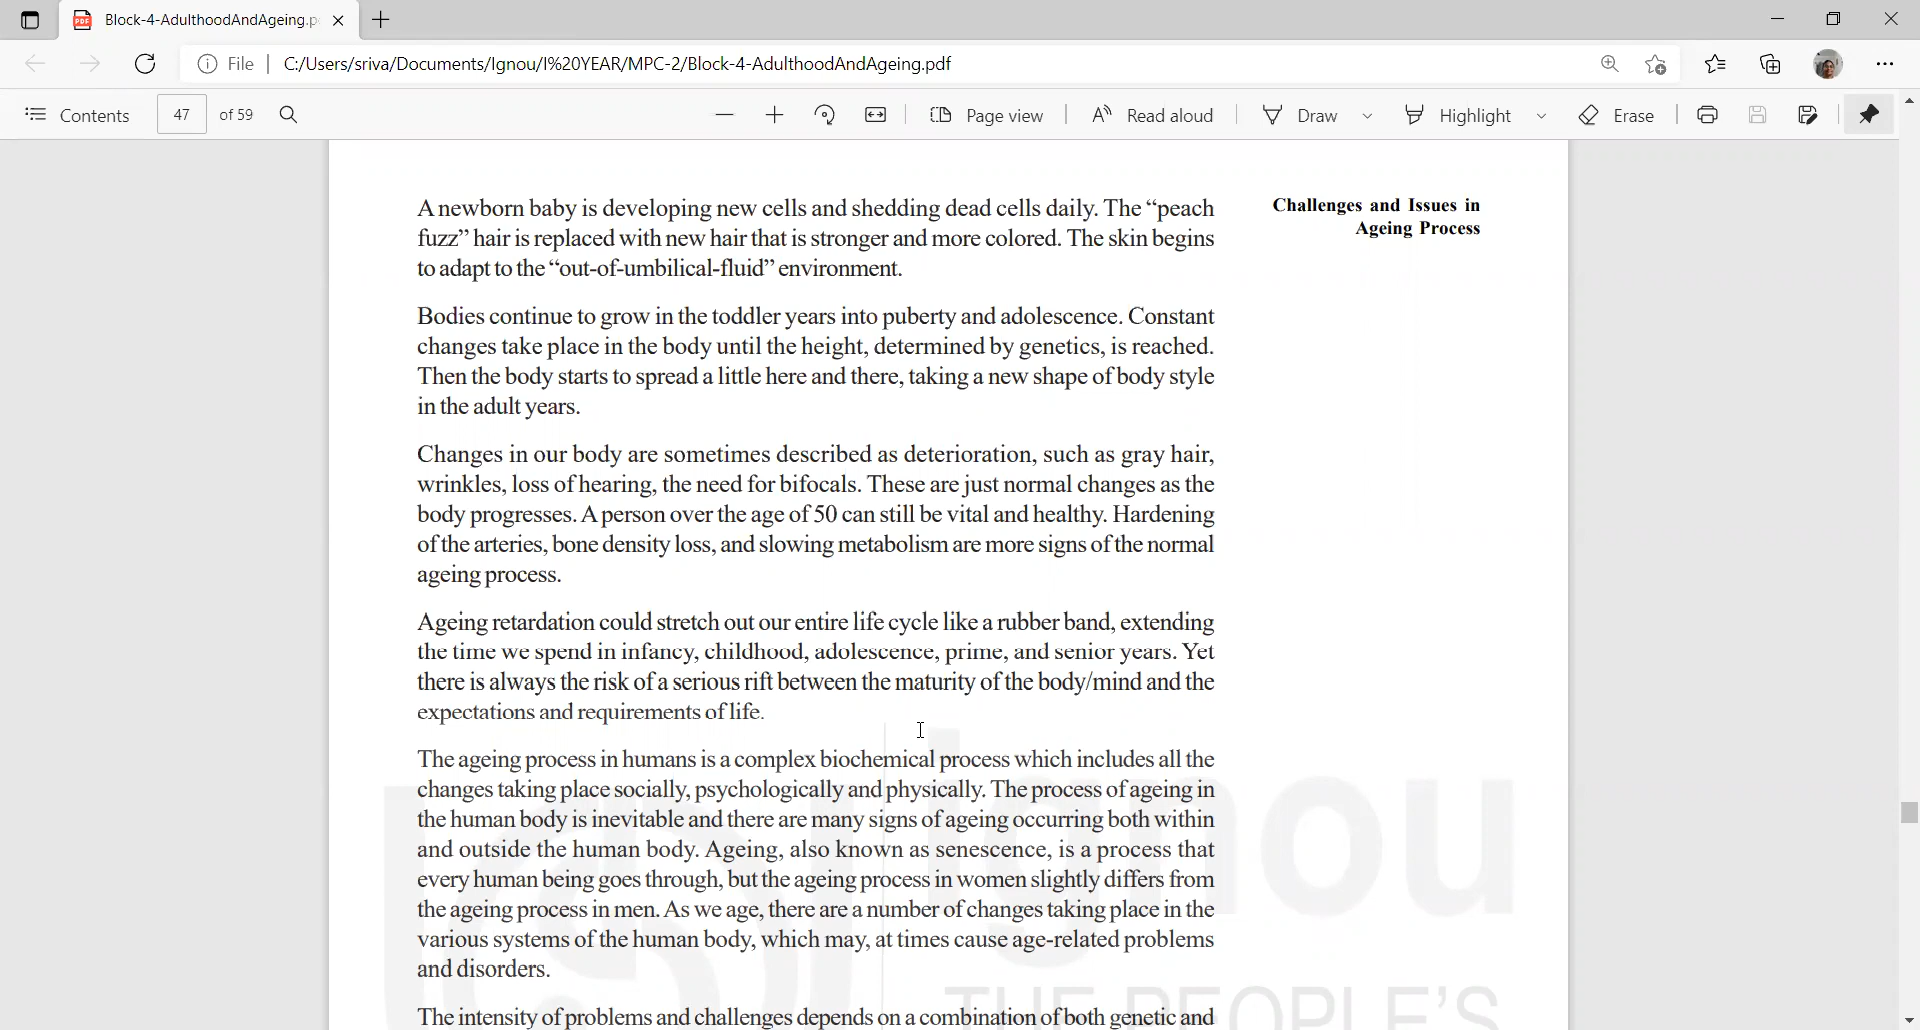 Block-4-AdulthoodAndAgeing.p
File
C:/Users/sriva/Documents/Ignou/I%20YEAR/MPC-2/Block-4-AdulthoodAndAgeing.pdf
Contents
47
of 59
Page view
Read aloud
Draw
Highlight
Erase
A newborn baby is developing new cells and shedding dead cells daily. The “peach
fuzz” hair is replaced with new hair that is stronger and more colored. The skin begins
to adapt to the “out-of-umbilical-fluid” environment.
Challenges and Issues in
Ageing Process
Bodies continue to grow in the toddler years into puberty and adolescence. Constant
changes take place in the body until the height, determined by genetics, is reached.
Then the body starts to spread a little here and there, taking a new shape of body style
in the adult years.
Changes in our body are sometimes described as deterioration, such as gray hair,
wrinkles, loss of hearing, the need for bifocals. These are just normal changes as the
body progresses. A person over the age of 50 can still be vital and healthy. Hardening
of the arteries, bone density loss, and slowing metabolism are more signs of the normal
ageing process.
Ageing retardation could stretch out our entire life cycle like a rubber band, extending
the time we spend in infancy, childhood, adolescence, prime, and senior years. Yet
there is always the risk of a serious rift between the maturity of the body/mind and the
expectations and requirements of life.
The ageing process in humans is a complex biochemical process which includes all the
changes taking place socially, psychologically and physically. The process of ageing in
the human body is inevitable and there are many signs of ageing occurring both within
and outside the human body. Ageing, also known as senescence, is a process that
every human being goes through, but the ageing process in women slightly differs from
the ageing process in men. As we age, there are a number of changes taking place in the
various systems of the human body, which may, at times cause age-related problems
and disorders.
The intensity of problems and challenges depends on a combination of both genetic and
ignou
THE PEOPLE'S